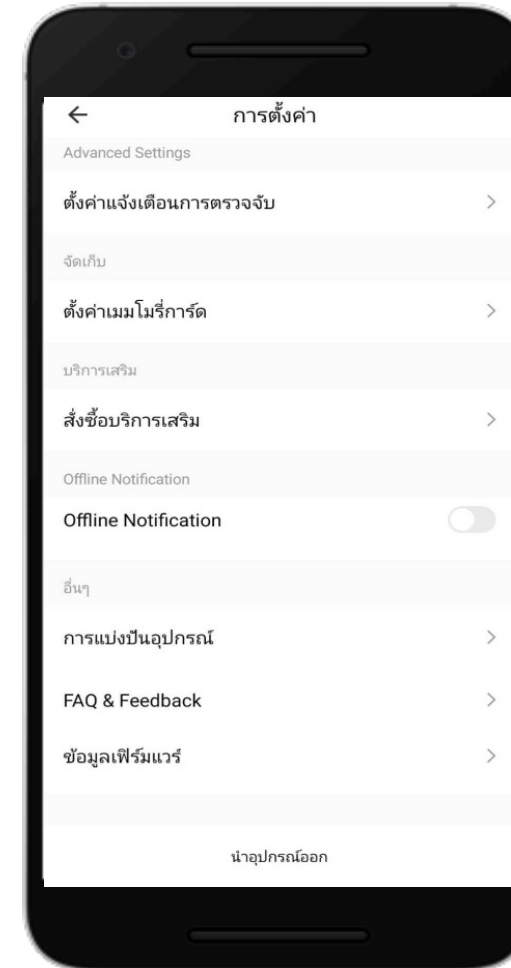 การตั้งค่า
Advanced Settings
ตั้งค่าแจ้งเตือนการตรวจจับ
จัดเก็บ
ตั้งค่าเมมโมรี่การ์ด
บริการเสริม
สั่งซื้อบริการเสริม
Offline Notification
Offline Notification
อื่นๆ
การแบ่งปันอุปกรณ์
FAQ & Feedback
ข้อมูลเฟิร์มแวร์
นำอุปกรณ์ออก